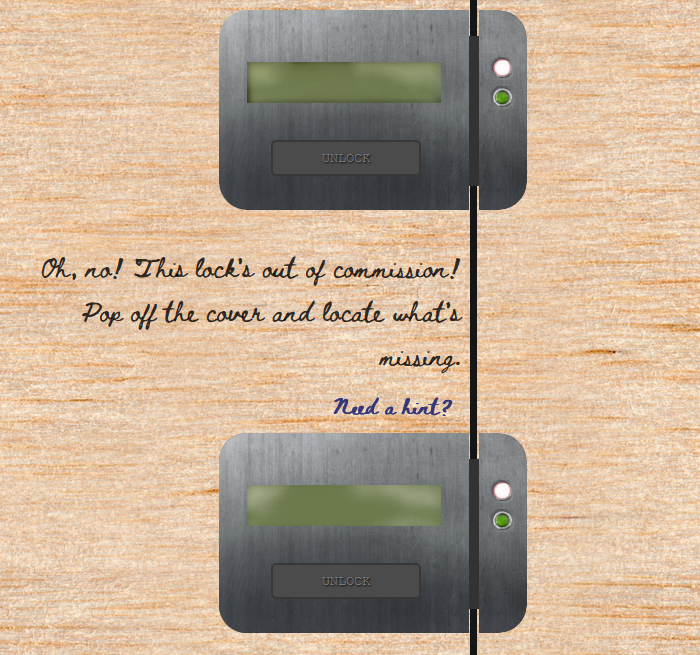 UNLOCK
Oh, no! This lock's out of commission!
Pop off the cover and locate what's
missing.
Need a hint?
UNLOCK